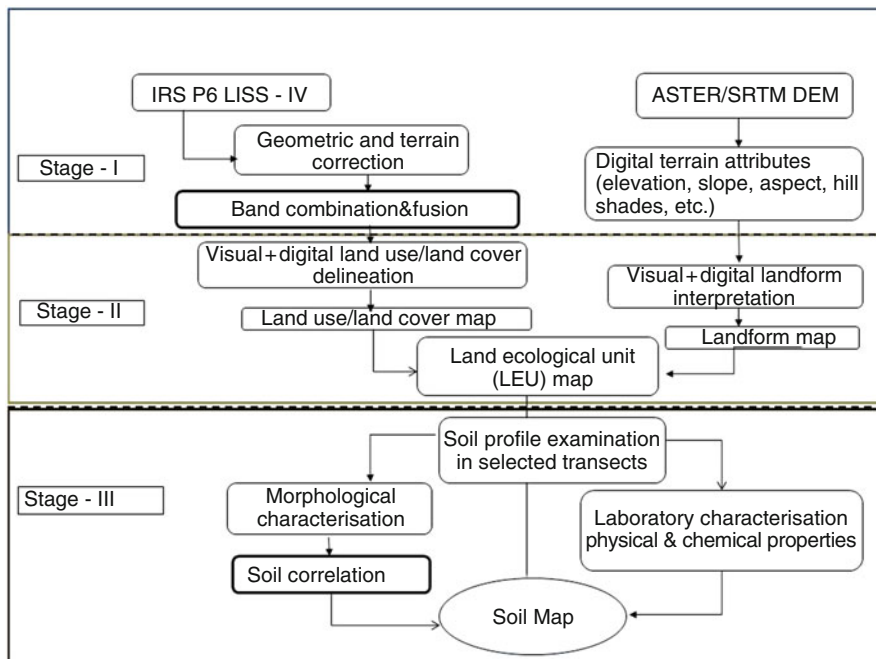 IRS P6 LISS - IV
ASTER/SRTM DEM
Stage - I
Geometric and terrain
correction
Digital terrain attributes
(elevation, slope, aspect, hill
shades, etc.)
Band combination&fusion
Stage - II
Visual+digital land use/land cover
delineation
Visual+digital landform
interpretation
Land use/land cover map
Landform map
Land ecological unit
(LEU) map
Stage - III
Soil profile examination
in selected transects
Morphological
characterisation
Laboratory characterisation
physical & chemical properties
Soil correlation
Soil Map